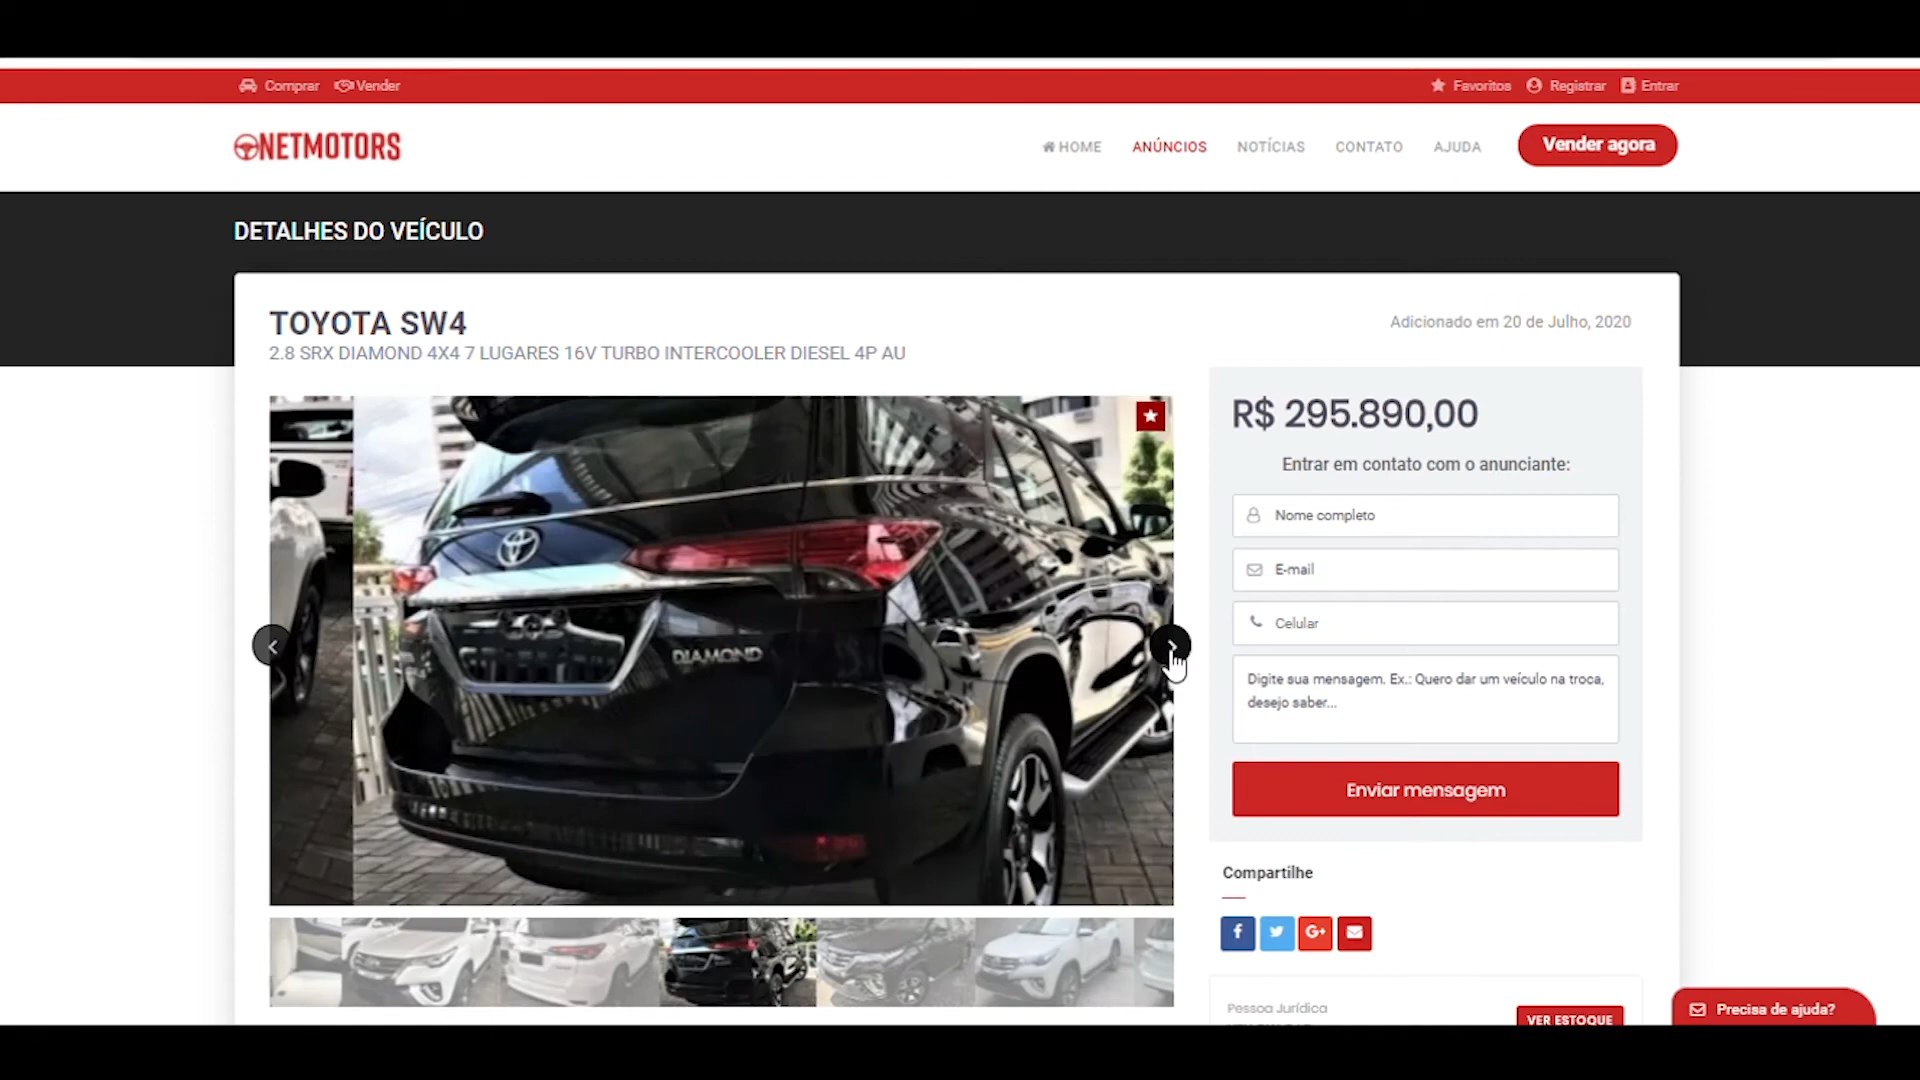 Comprar Vender
Favoritos Registrar Entrar
NETMOTORS
HOME ANÚNCIOS NOTÍCIAS CONTATO AJUDA Vender agora
DETALHES DO VEÍCULO
TOYOTA SW4
2.8 SRX DIAMOND 4X4 7 LUGARES 16V TURBO INTERCOOLER DIESEL 4P AU
Adicionado em 20 de Julho, 2020
DIAMOND
R$ 295.890,00
Entrar em contato com o anunciante:
Nome completo
E-mail
Celular
Digite sua mensagem. Ex.: Quero dar um veículo na troca,
desejo saber...
Enviar mensagem
Compartilhe
Pessoa Jurídica
VER ESTOQUE
Precisa de ajuda?